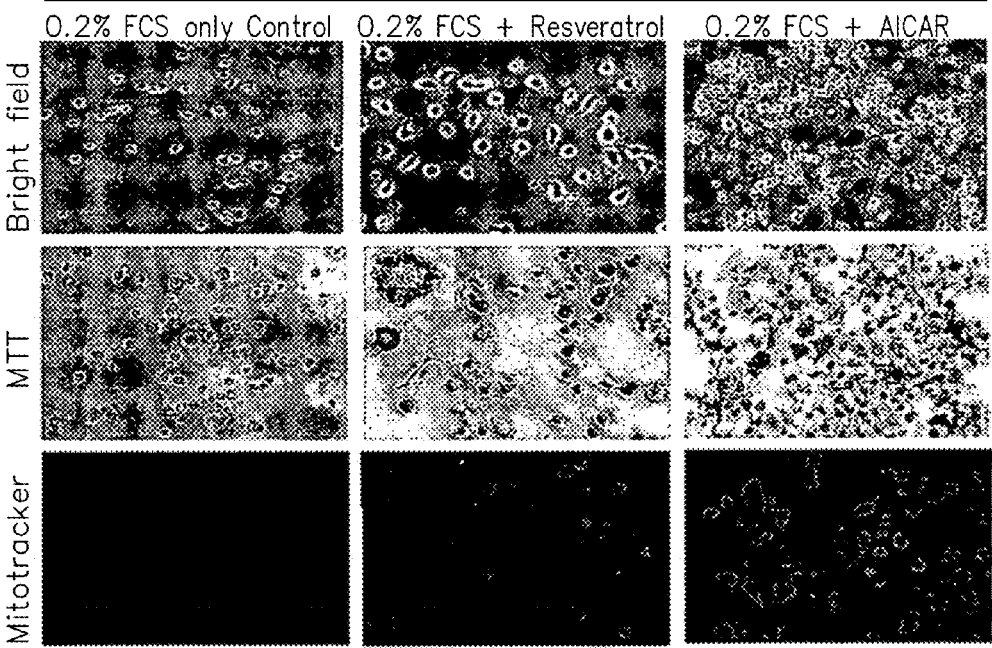 0.2% FCS only Control
0.2% FCS + Resveratrol
0.2% FCS + AICAR
Bright field
MTT
Mitotracker